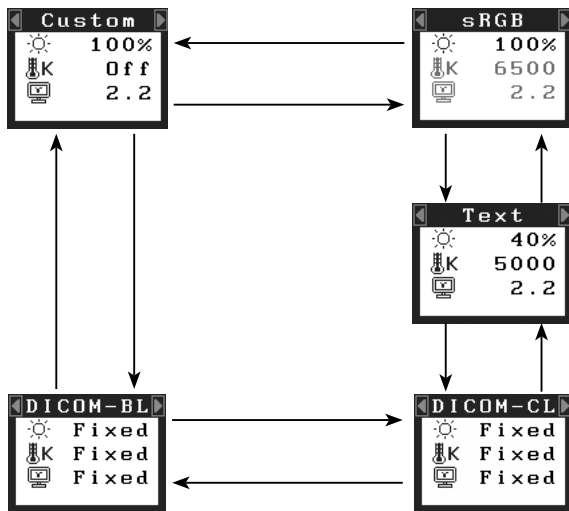 Custom
100%
K Off
2.2
sRGB
100%
K 6500
2.2
Text
40%
K 5000
2.2
DICOM-BL
Fixed
K Fixed
Fixed
DICOM-CL
Fixed
K Fixed
Fixed